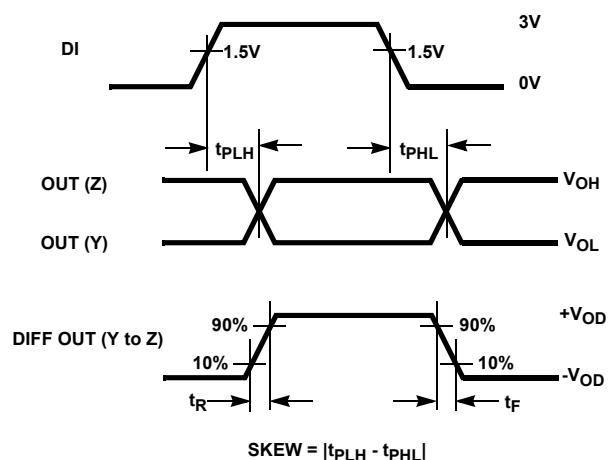 3V
DI
1.5V
1.5V
0V
tPLH
tPHL
OUT (Z)
VOH
OUT (Y)
VOL
+VOD
90%
90%
DIFF OUT (Y to Z)
10%
10%
-VOD
tR
tF
SKEW = |tPLH - tPHL|